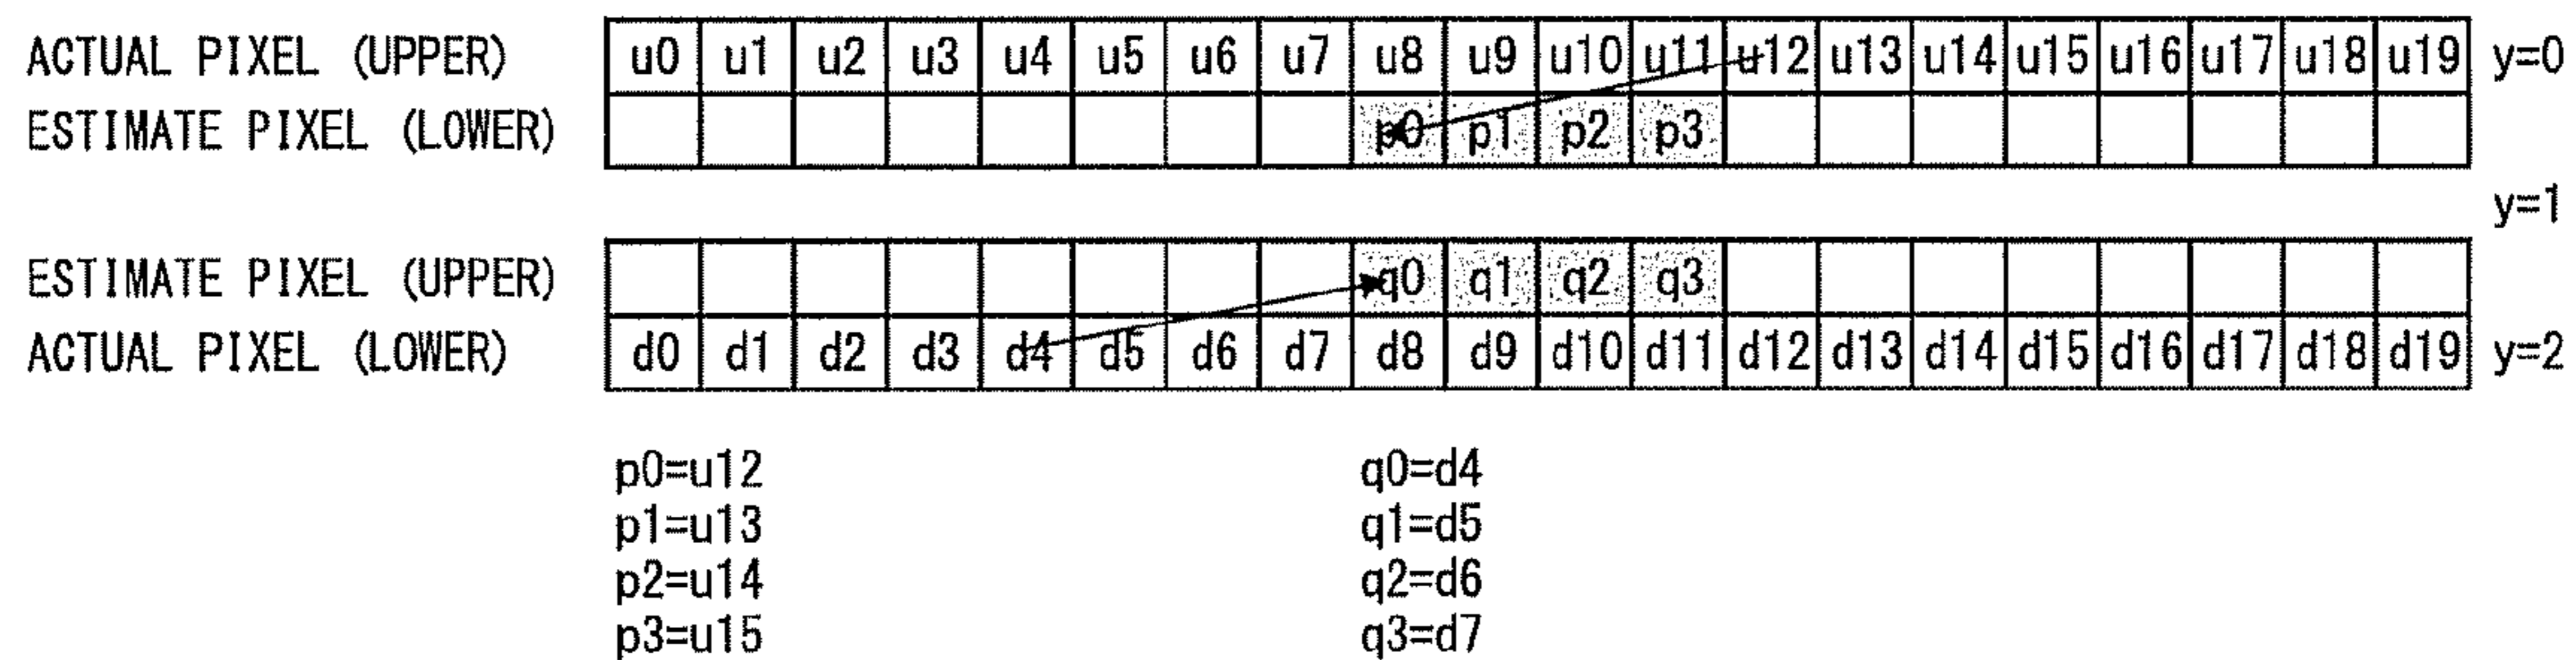 ACTUAL PIXEL (UPPER) u0 u1 u2 u3 u4 u5 u6 u7 u8 u9 u10 u11 u12 u13 u14 u15 u16 u17 u18 u19 y=0
ESTIMATE PIXEL (LOWER) p0 p1 p2 p3
y=1
ESTIMATE PIXEL (UPPER) q0 q1 q2 q3
ACTUAL PIXEL (LOWER) d0 d1 d2 d3 d4 d5 d6 d7 d8 d9 d10 d11 d12 d13 d14 d15 d16 d17 d18 d19 y=2
p0=u12 q0=d4
p1=u13 q1=d5
p2=u14 q2=d6
p3=u15 q3=d7